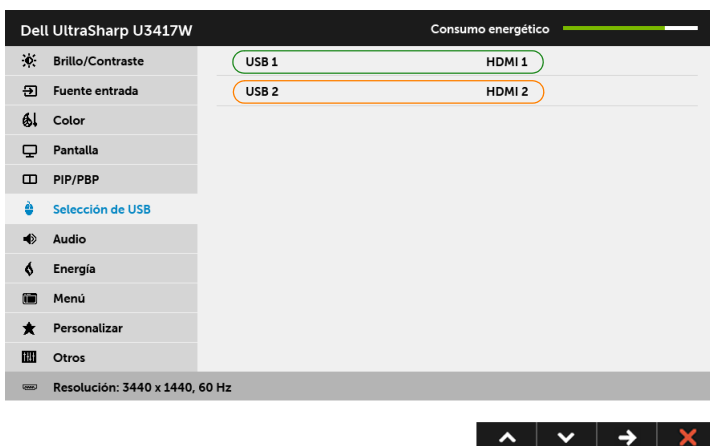 Dell UltraSharp U3417W Consumo energético
Brillo/Contraste USB 1 HDMI 1
Fuente entrada USB 2 HDMI 2
Color
Pantalla
PIP/PBP
Selección de USB
Audio
Energía
Menú
Personalizar
Otros
Resolución: 3440 x 1440, 60 Hz